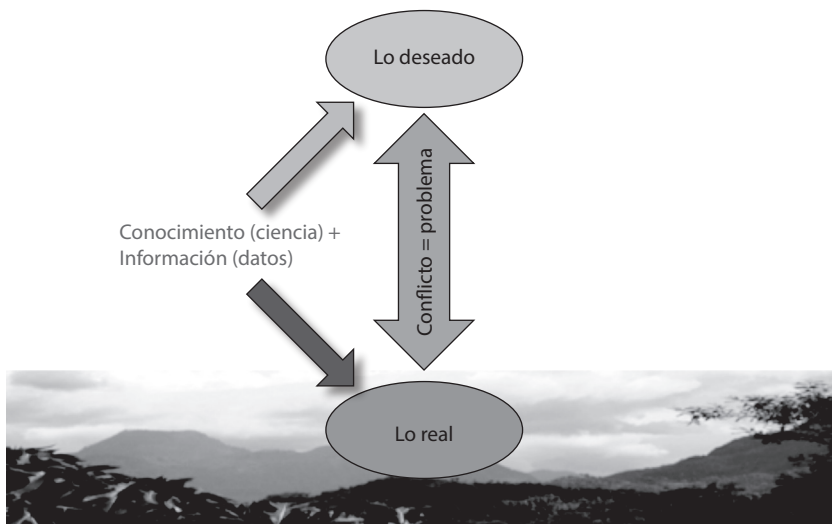 Lo deseado
Conflicto = problema
Conocimiento (ciencia) +
Información (datos)
Lo real